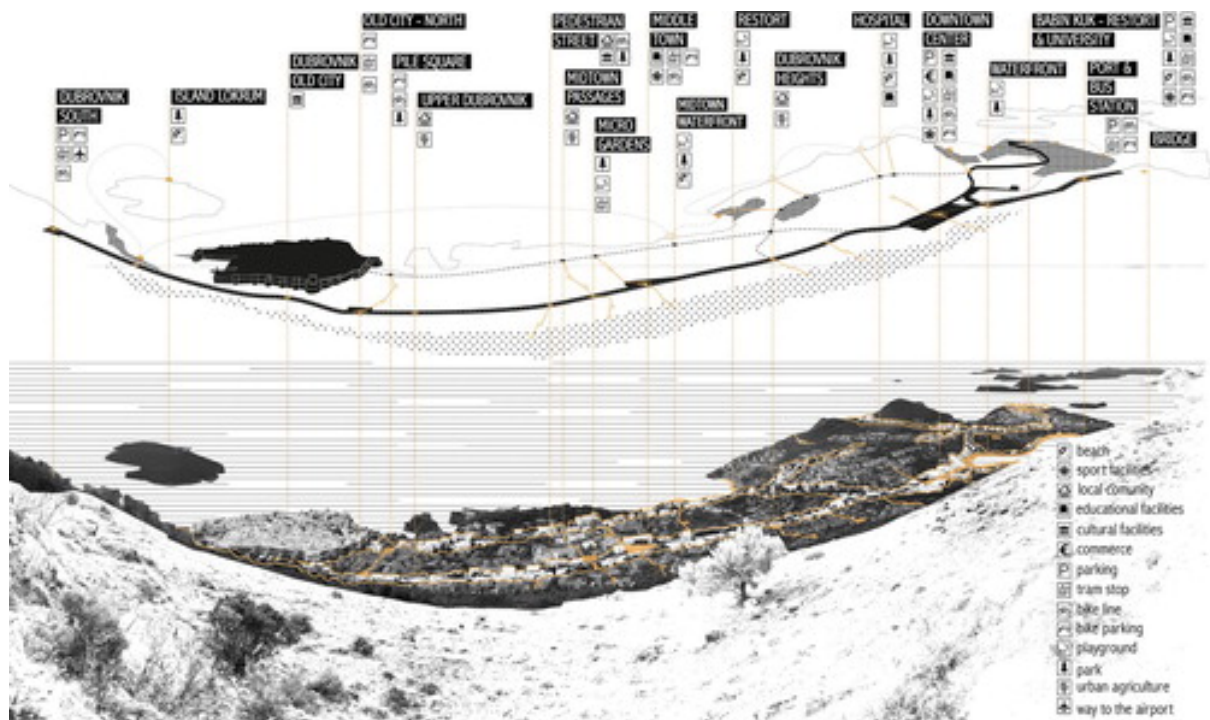 DUBROVNIK
SOUTH
ISLAND LOKRUM
DUBROVNIK
OLD CITY
OLD CITY - NORTH
PILE SQUARE
UPPER DUBROVNIK
PEDESTRIAN
STREET
MIDTOWN
PASSAGES
MICRO
GARDENS
MIDDLE
TOWN
MIDTOWN
WATERFRONT
RESTORT
DUBROVNIK
HEIGHTS
HOSPITAL
DOWNTOWN
CENTER
WATERFRONT
BABIN KUK - RESTORT
& UNIVERSITY
PORT &
BUS
STATION
BRIDGE
beach
sport facilities
local comunity
educational facilities
cultural facilities
commerce
parking
tram stop
bike line
bike parking
playground
park
urban agriculture
way to the airport